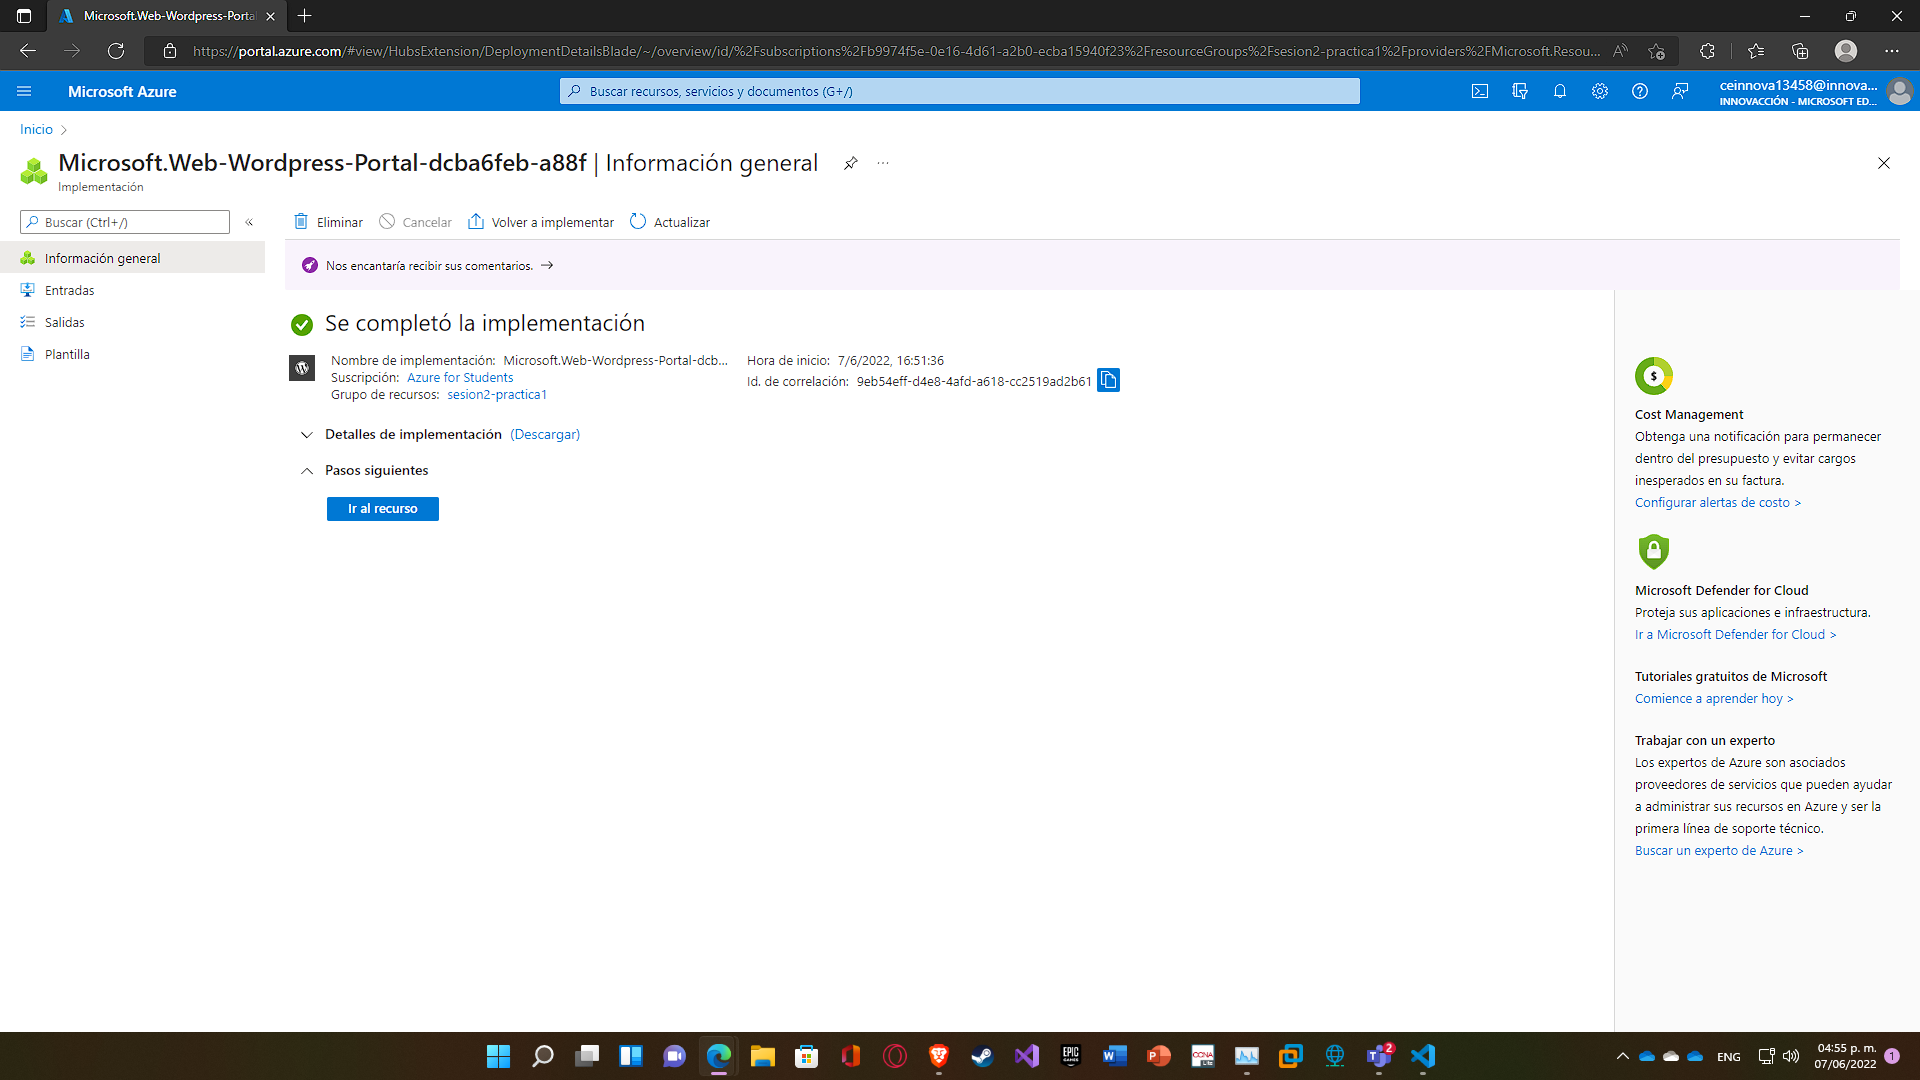 Microsoft.Web-Wordpress-Porta
https://portal.azure.com/#view/HubsExtension/DeploymentDetailsBlade/~/overview/id/%2Fsubscriptions%2Fb9974f5e-0e16-4d61-a2b0-ecba15940f23%2FresourceGroups%2Fsesion2-practica1%2Fproviders%2FMicrosoft.Resou...
Microsoft Azure
Buscar recursos, servicios y documentos (G+/)
ceinnova13458@innova...
INNOVACCIÓN - MICROSOFT ED...
Inicio
Microsoft.Web-Wordpress-Portal-dcba6feb-a88f | Información general
Implementación
Buscar (Ctrl+/)
Información general
Entradas
Salidas
Plantilla
Eliminar
Cancelar
Volver a implementar
Actualizar
Nos encantaría recibir sus comentarios. →
Se completó la implementación
Nombre de implementación: Microsoft.Web-Wordpress-Portal-dcb...
Suscripción: Azure for Students
Grupo de recursos: sesion2-practica1
Hora de inicio: 7/6/2022, 16:51:36
Id. de correlación: 9eb54eff-d4e8-4afd-a618-cc2519ad2b61
Detalles de implementación (Descargar)
Pasos siguientes
Ir al recurso
Cost Management
Obtenga una notificación para permanecer
dentro del presupuesto y evitar cargos
inesperados en su factura.
Configurar alertas de costo >
Microsoft Defender for Cloud
Proteja sus aplicaciones e infraestructura.
Ir a Microsoft Defender for Cloud >
Tutoriales gratuitos de Microsoft
Comience a aprender hoy >
Trabajar con un experto
Los expertos de Azure son asociados
proveedores de servicios que pueden ayudar
a administrar sus recursos en Azure y ser la
primera línea de soporte técnico.
Buscar un experto de Azure >
EPIC
GAMES
CCNA
2
ENG
04:55 p. m.
07/06/2022
1